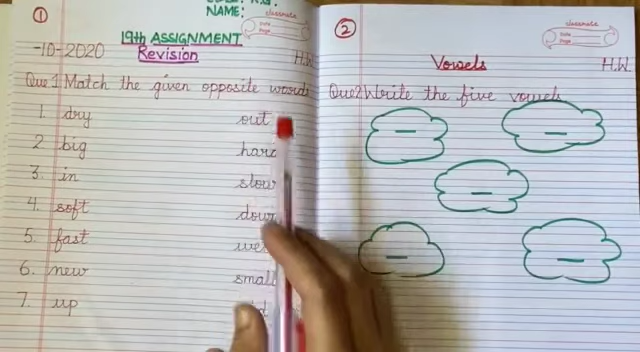 1
NAME:
classmate
Date
Page
19th ASSIGNMENT
-10-2020
Revision
H.W
Que 1 Match the given opposite words
1. dry out
2 big hard
3. in slow
4. soft down
5. fast wet
6. new small
7. up
2
classmate
Date
Page
Vowels
H.W
Que2 Write the five vowels